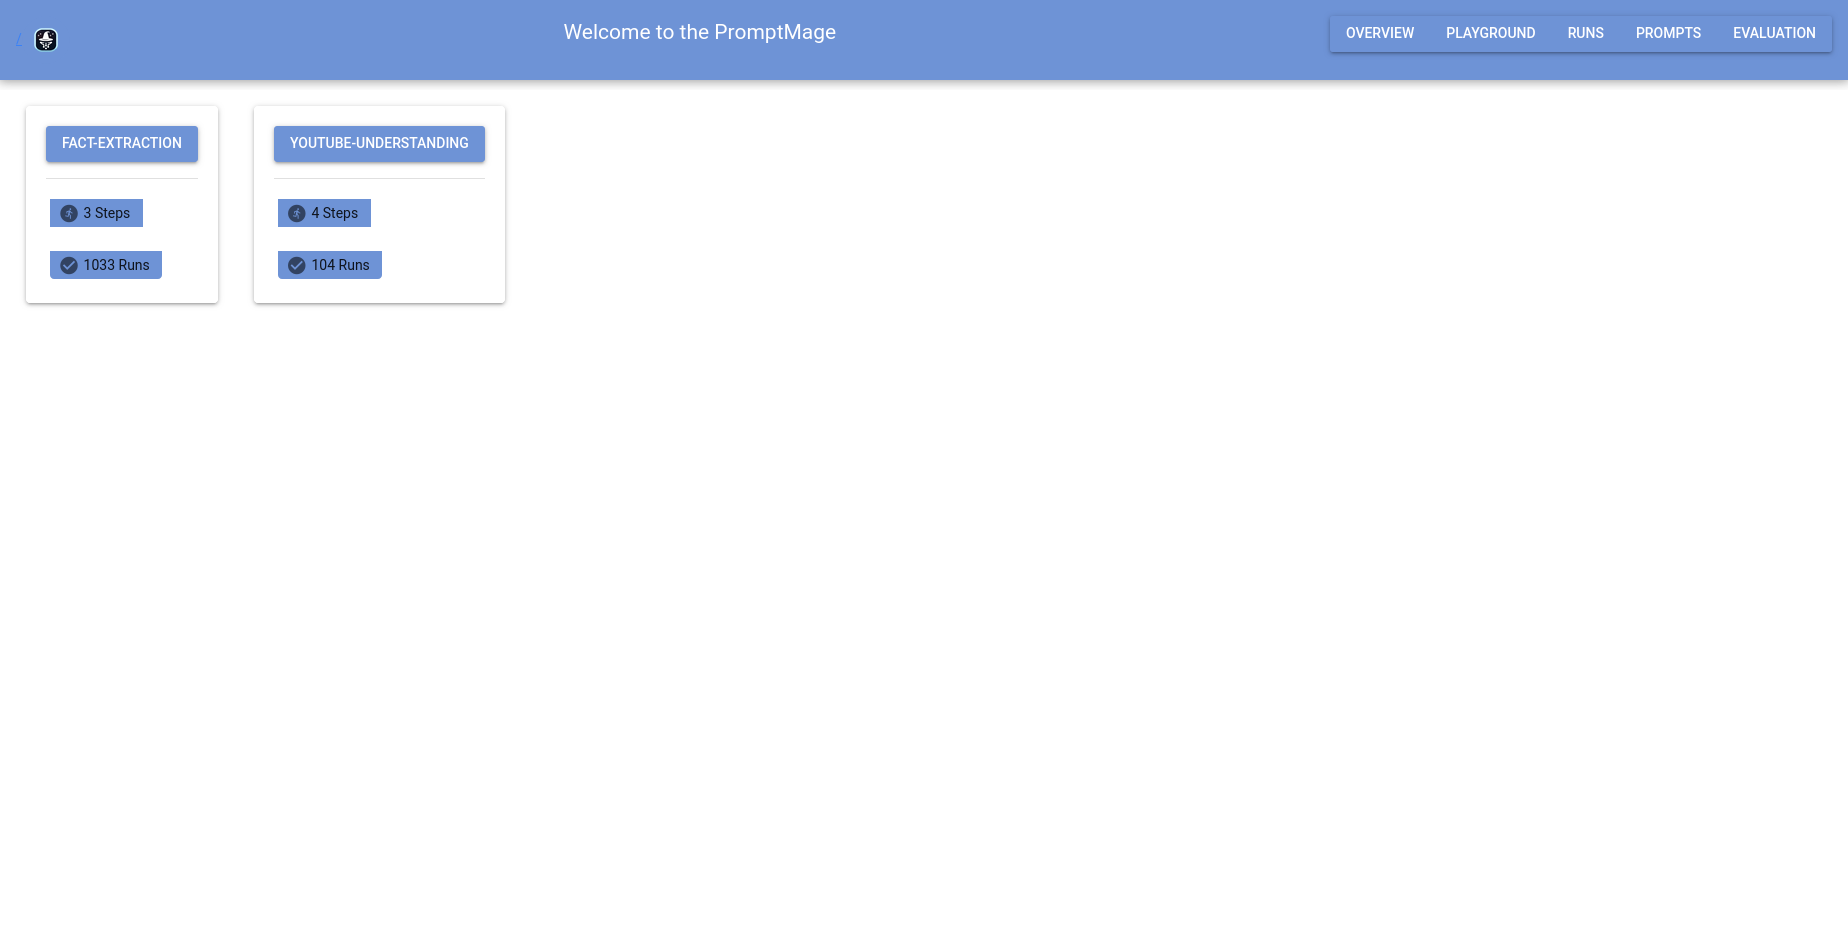 /
Welcome to the PromptMage
OVERVIEW PLAYGROUND RUNS PROMPTS EVALUATION
FACT-EXTRACTION
3 Steps
1033 Runs
YOUTUBE-UNDERSTANDING
4 Steps
104 Runs